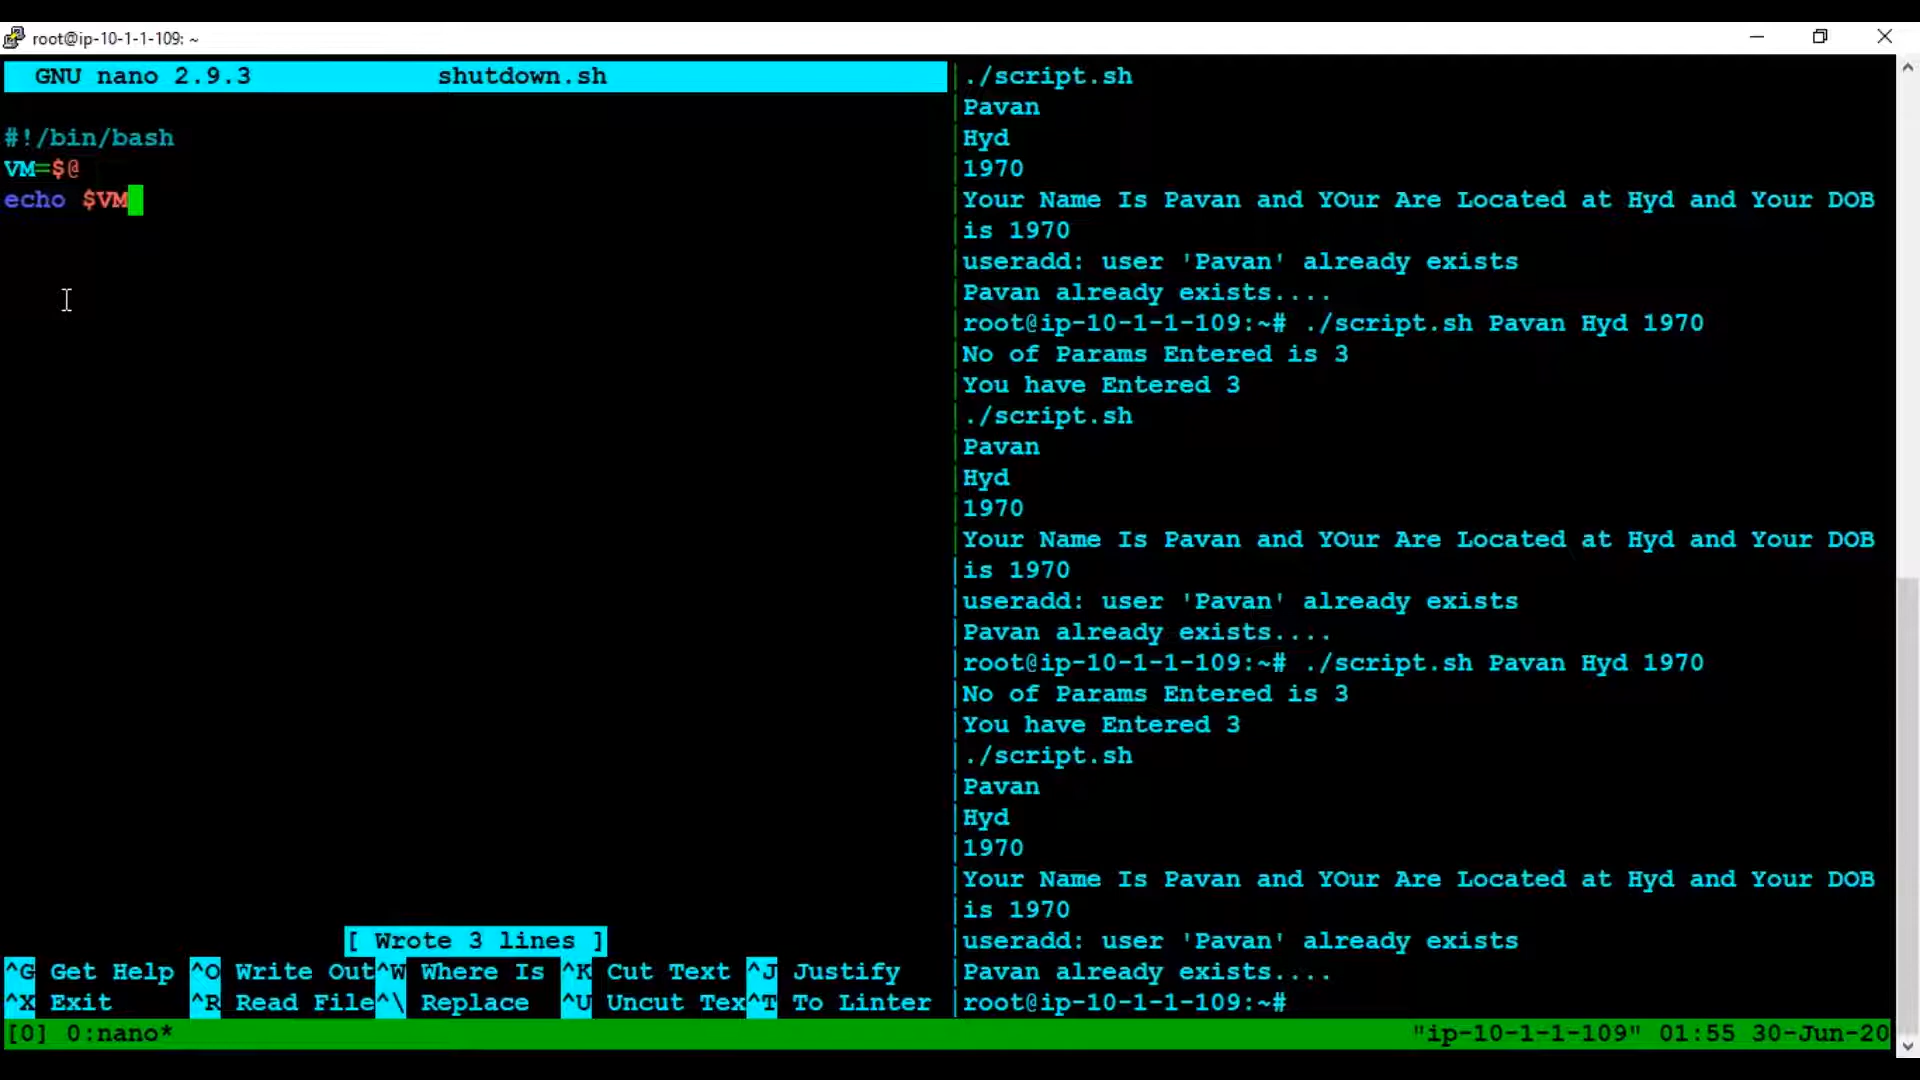 root@ip-10-1-1-109: ~
GNU nano 2.9.3 shutdown.sh
#!/bin/bash
VM=$@
echo $VM
[ Wrote 3 lines ]
^G Get Help ^O Write Out ^W Where Is ^K Cut Text ^J Justify
^X Exit ^R Read File ^\ Replace ^U Uncut Tex ^T To Linter
./script.sh
Pavan
Hyd
1970
Your Name Is Pavan and YOur Are Located at Hyd and Your DOB
is 1970
useradd: user 'Pavan' already exists
Pavan already exists....
root@ip-10-1-1-109:~# ./script.sh Pavan Hyd 1970
No of Params Entered is 3
You have Entered 3
./script.sh
Pavan
Hyd
1970
Your Name Is Pavan and YOur Are Located at Hyd and Your DOB
is 1970
useradd: user 'Pavan' already exists
Pavan already exists....
root@ip-10-1-1-109:~# ./script.sh Pavan Hyd 1970
No of Params Entered is 3
You have Entered 3
./script.sh
Pavan
Hyd
1970
Your Name Is Pavan and YOur Are Located at Hyd and Your DOB
is 1970
useradd: user 'Pavan' already exists
Pavan already exists....
root@ip-10-1-1-109:~#
[0] 0:nano* "ip-10-1-1-109" 01:55 30-Jun-20